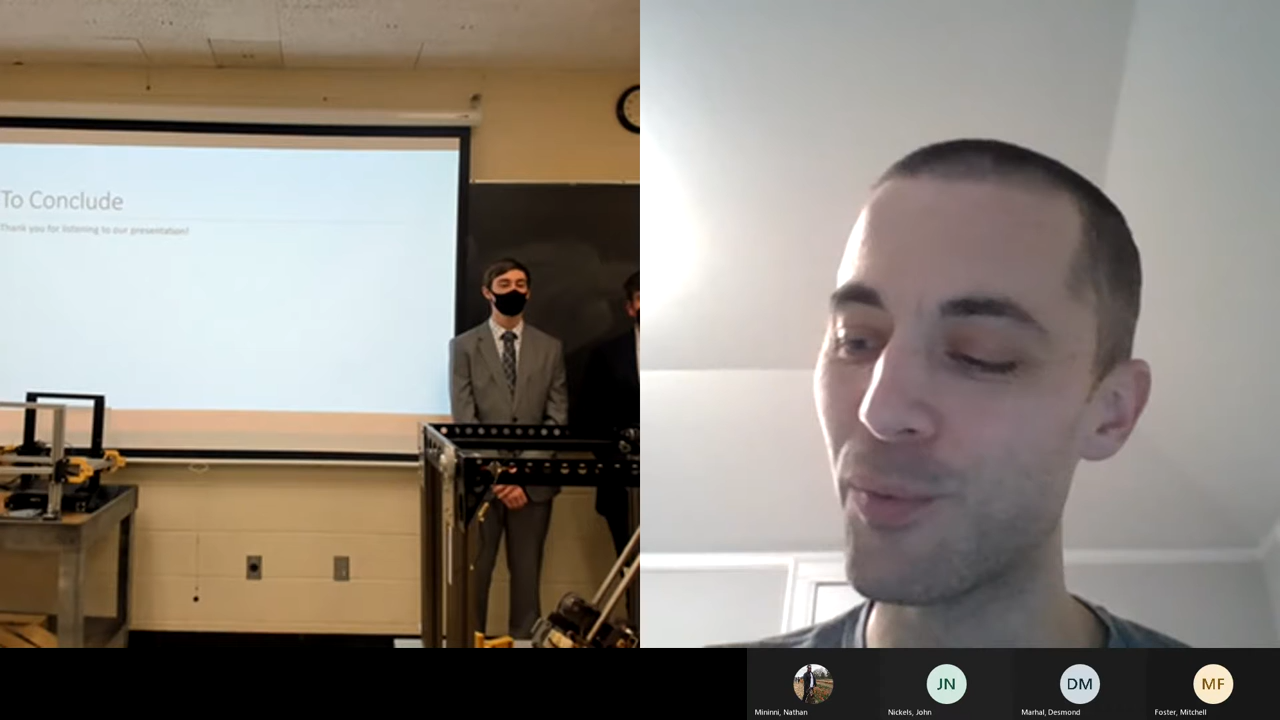 To Conclude
Thank you for listening to our presentation!
JN
DM
MF
Mininni, Nathan
Nickels, John
Marhal, Desmond
Foster, Mitchell